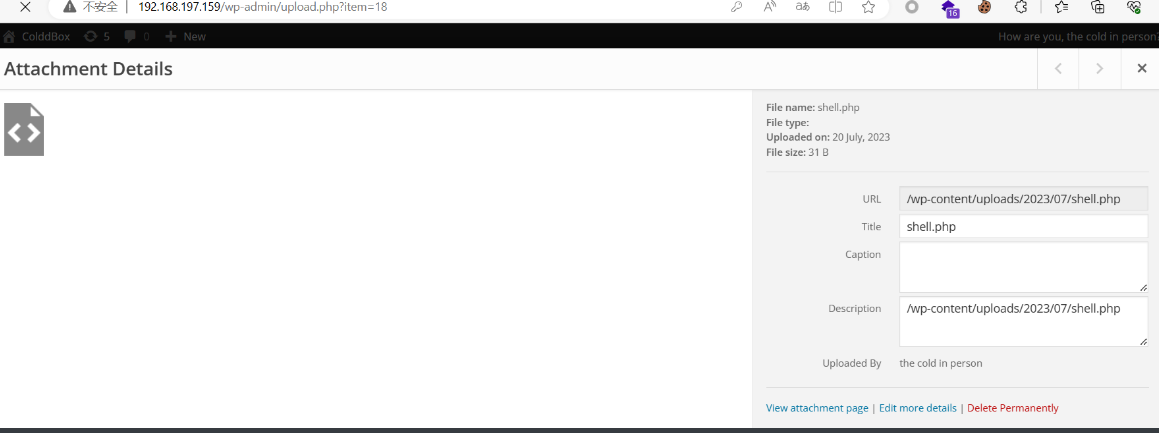 不安全 192.168.197.159/wp-admin/upload.php?item=18
aあ
16
ColddBox 5 0 New How are you, the cold in person?
Attachment Details
File name: shell.php
File type:
Uploaded on: 20 July, 2023
File size: 31 B
URL /wp-content/uploads/2023/07/shell.php
Title shell.php
Caption
Description /wp-content/uploads/2023/07/shell.php
Uploaded By the cold in person
View attachment page | Edit more details | Delete Permanently